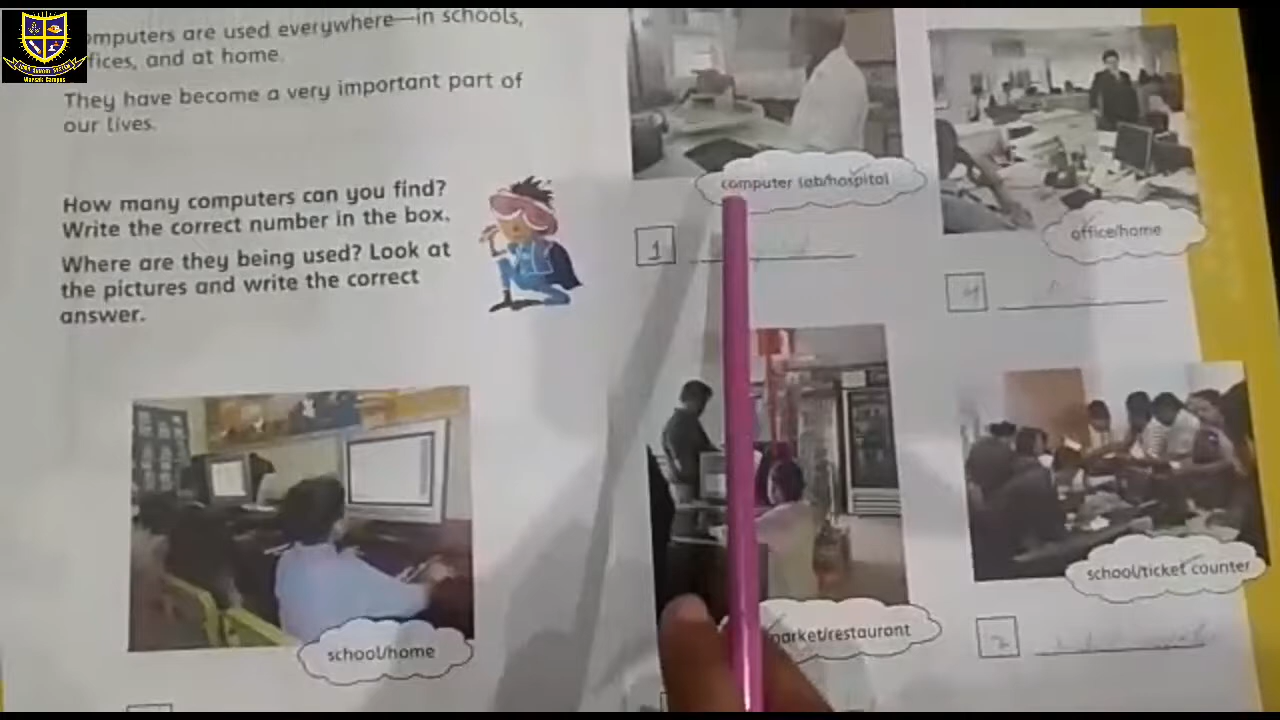 omputers are used everywhere—in schools,
ffices, and at home.
They have become a very important part of
our lives.
How many computers can you find?
Write the correct number in the box.
Where are they being used? Look at
the pictures and write the correct
answer.
school/home
computer lab/hospital
1
office/home
4
market/restaurant
school/ticket counter
2